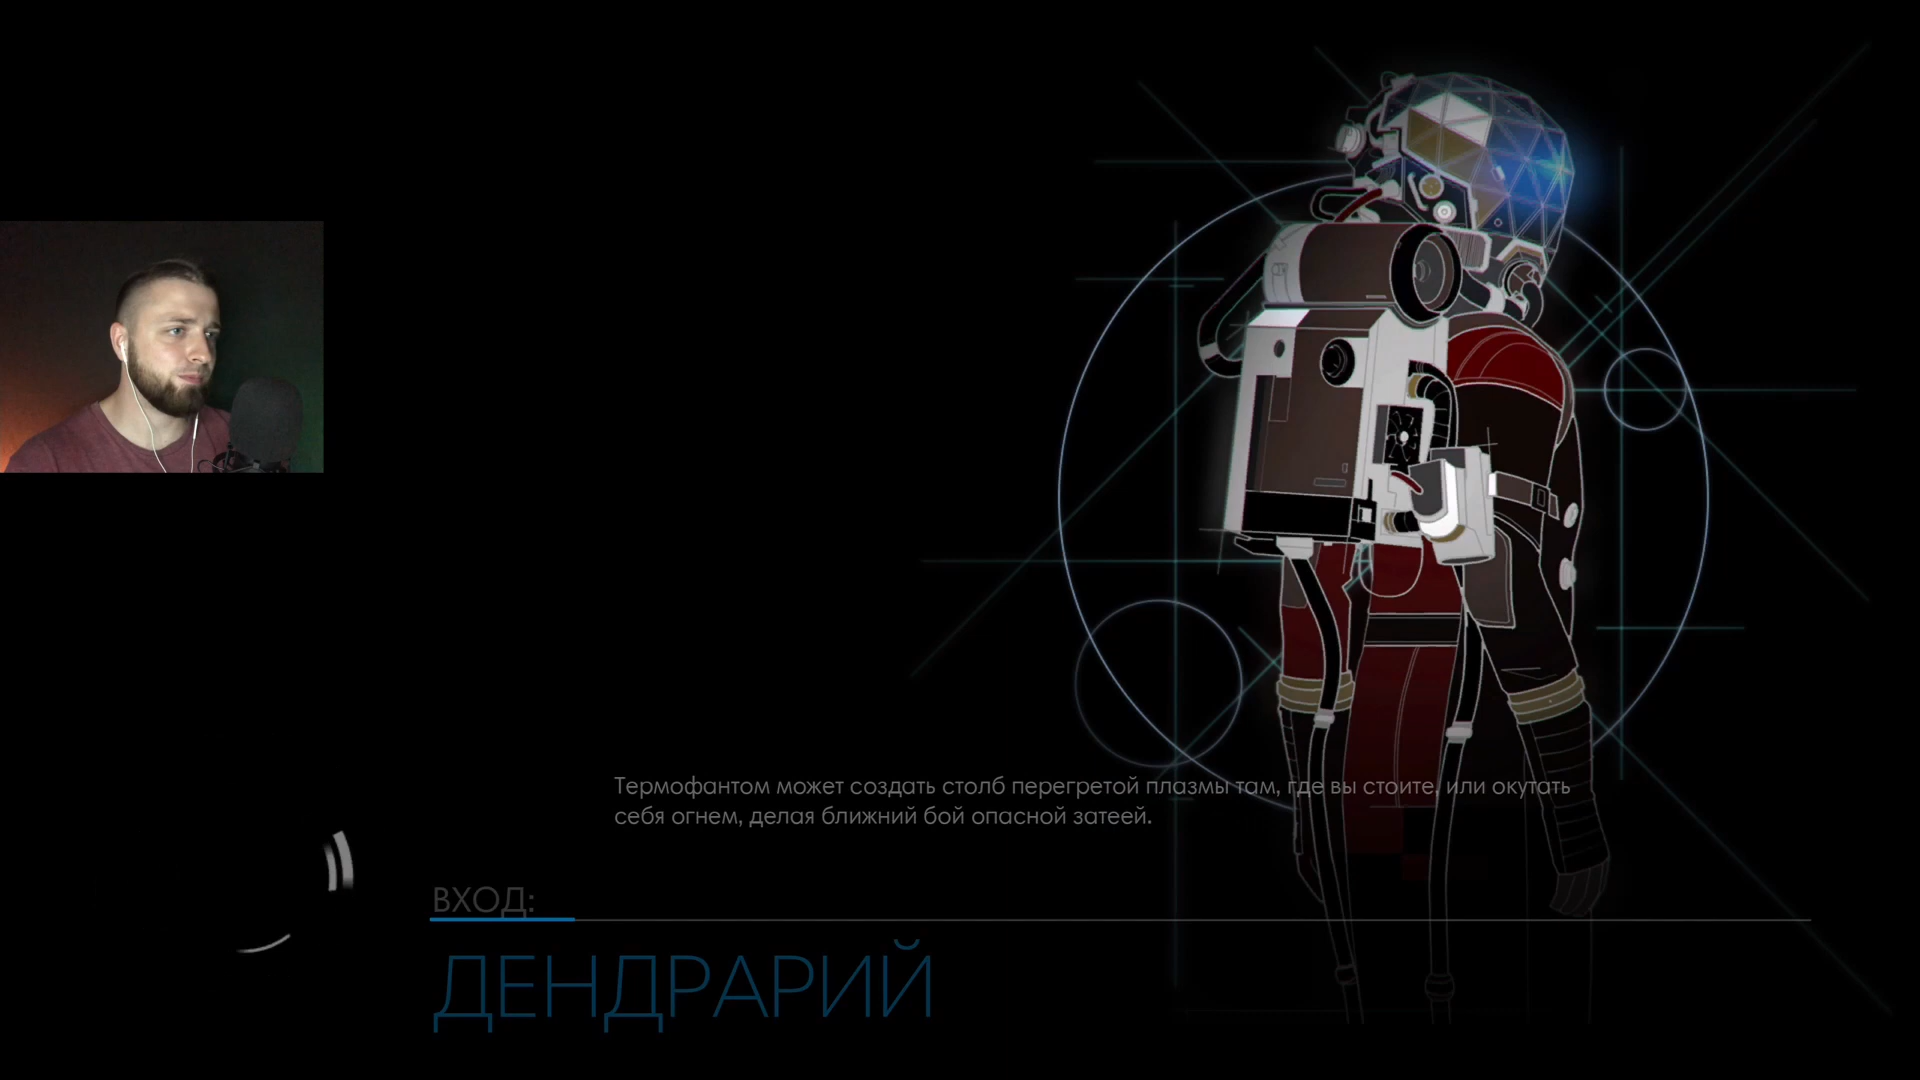 Термофантом может создать столб перегретой плазмы там, где вы стоите, или окутать
себя огнем, делая ближний бой опасной затеей.
ВХОД:
ДЕНДРАРИЙ